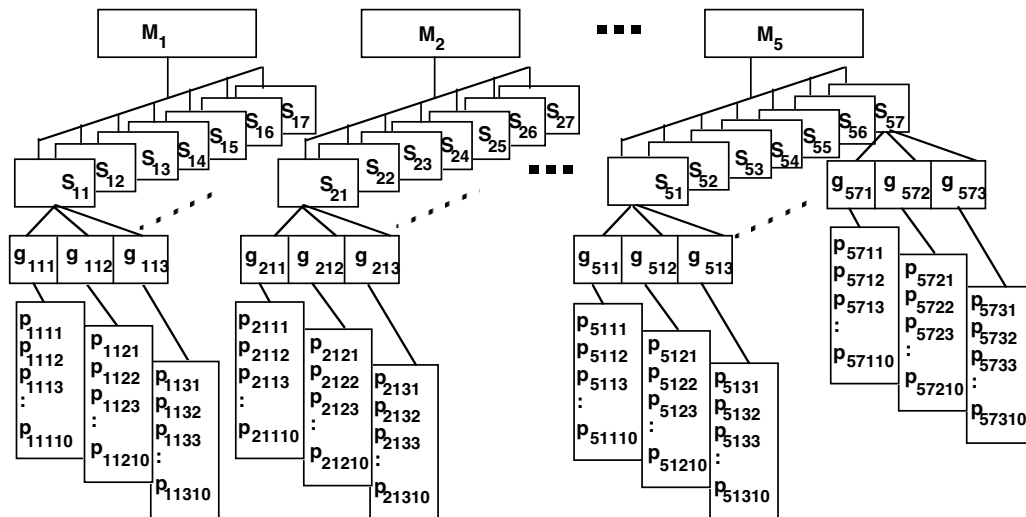 M1
M2
M5
S11
S12
S13
S14
S15
S16
S17
S21
S22
S23
S24
S25
S26
S27
S51
S52
S53
S54
S55
S56
S57
g111 g112 g113
g211 g212 g213
g511 g512 g513
g571 g572 g573
p1111
p1112
p1113
:
p11110
p1121
p1122
p1123
:
p11210
p1131
p1132
p1133
:
p11310
p2111
p2112
p2113
:
p21110
p2121
p2122
p2123
:
p21210
p2131
p2132
p2133
:
p21310
p5111
p5112
p5113
:
p51110
p5121
p5122
p5123
:
p51210
p5131
p5132
p5133
:
p51310
p5711
p5712
p5713
:
p57110
p5721
p5722
p5723
:
p57210
p5731
p5732
p5733
:
p57310